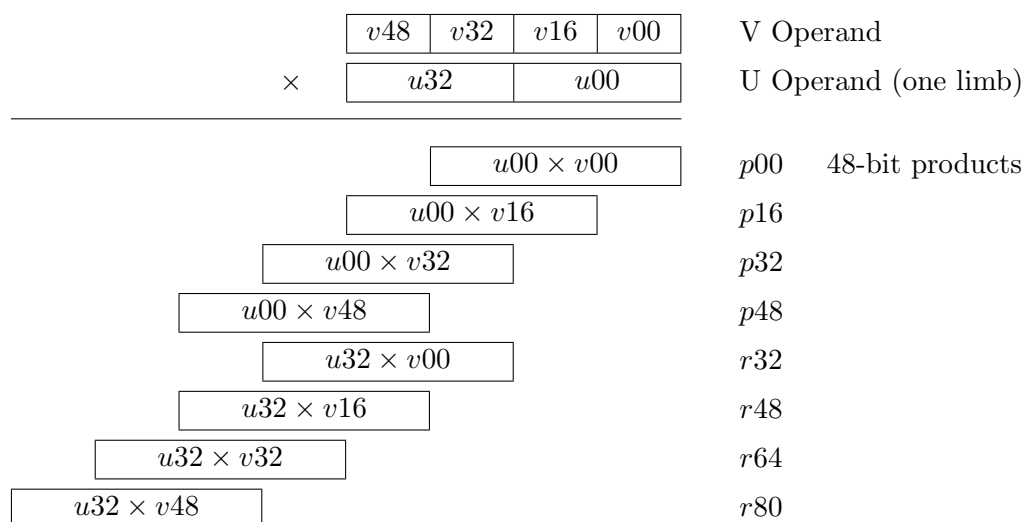 v48 v32 v16 v00 V Operand
× u32 u00 U Operand (one limb)
u00 × v00 p00 48-bit products
u00 × v16 p16
u00 × v32 p32
u00 × v48 p48
u32 × v00 r32
u32 × v16 r48
u32 × v32 r64
u32 × v48 r80